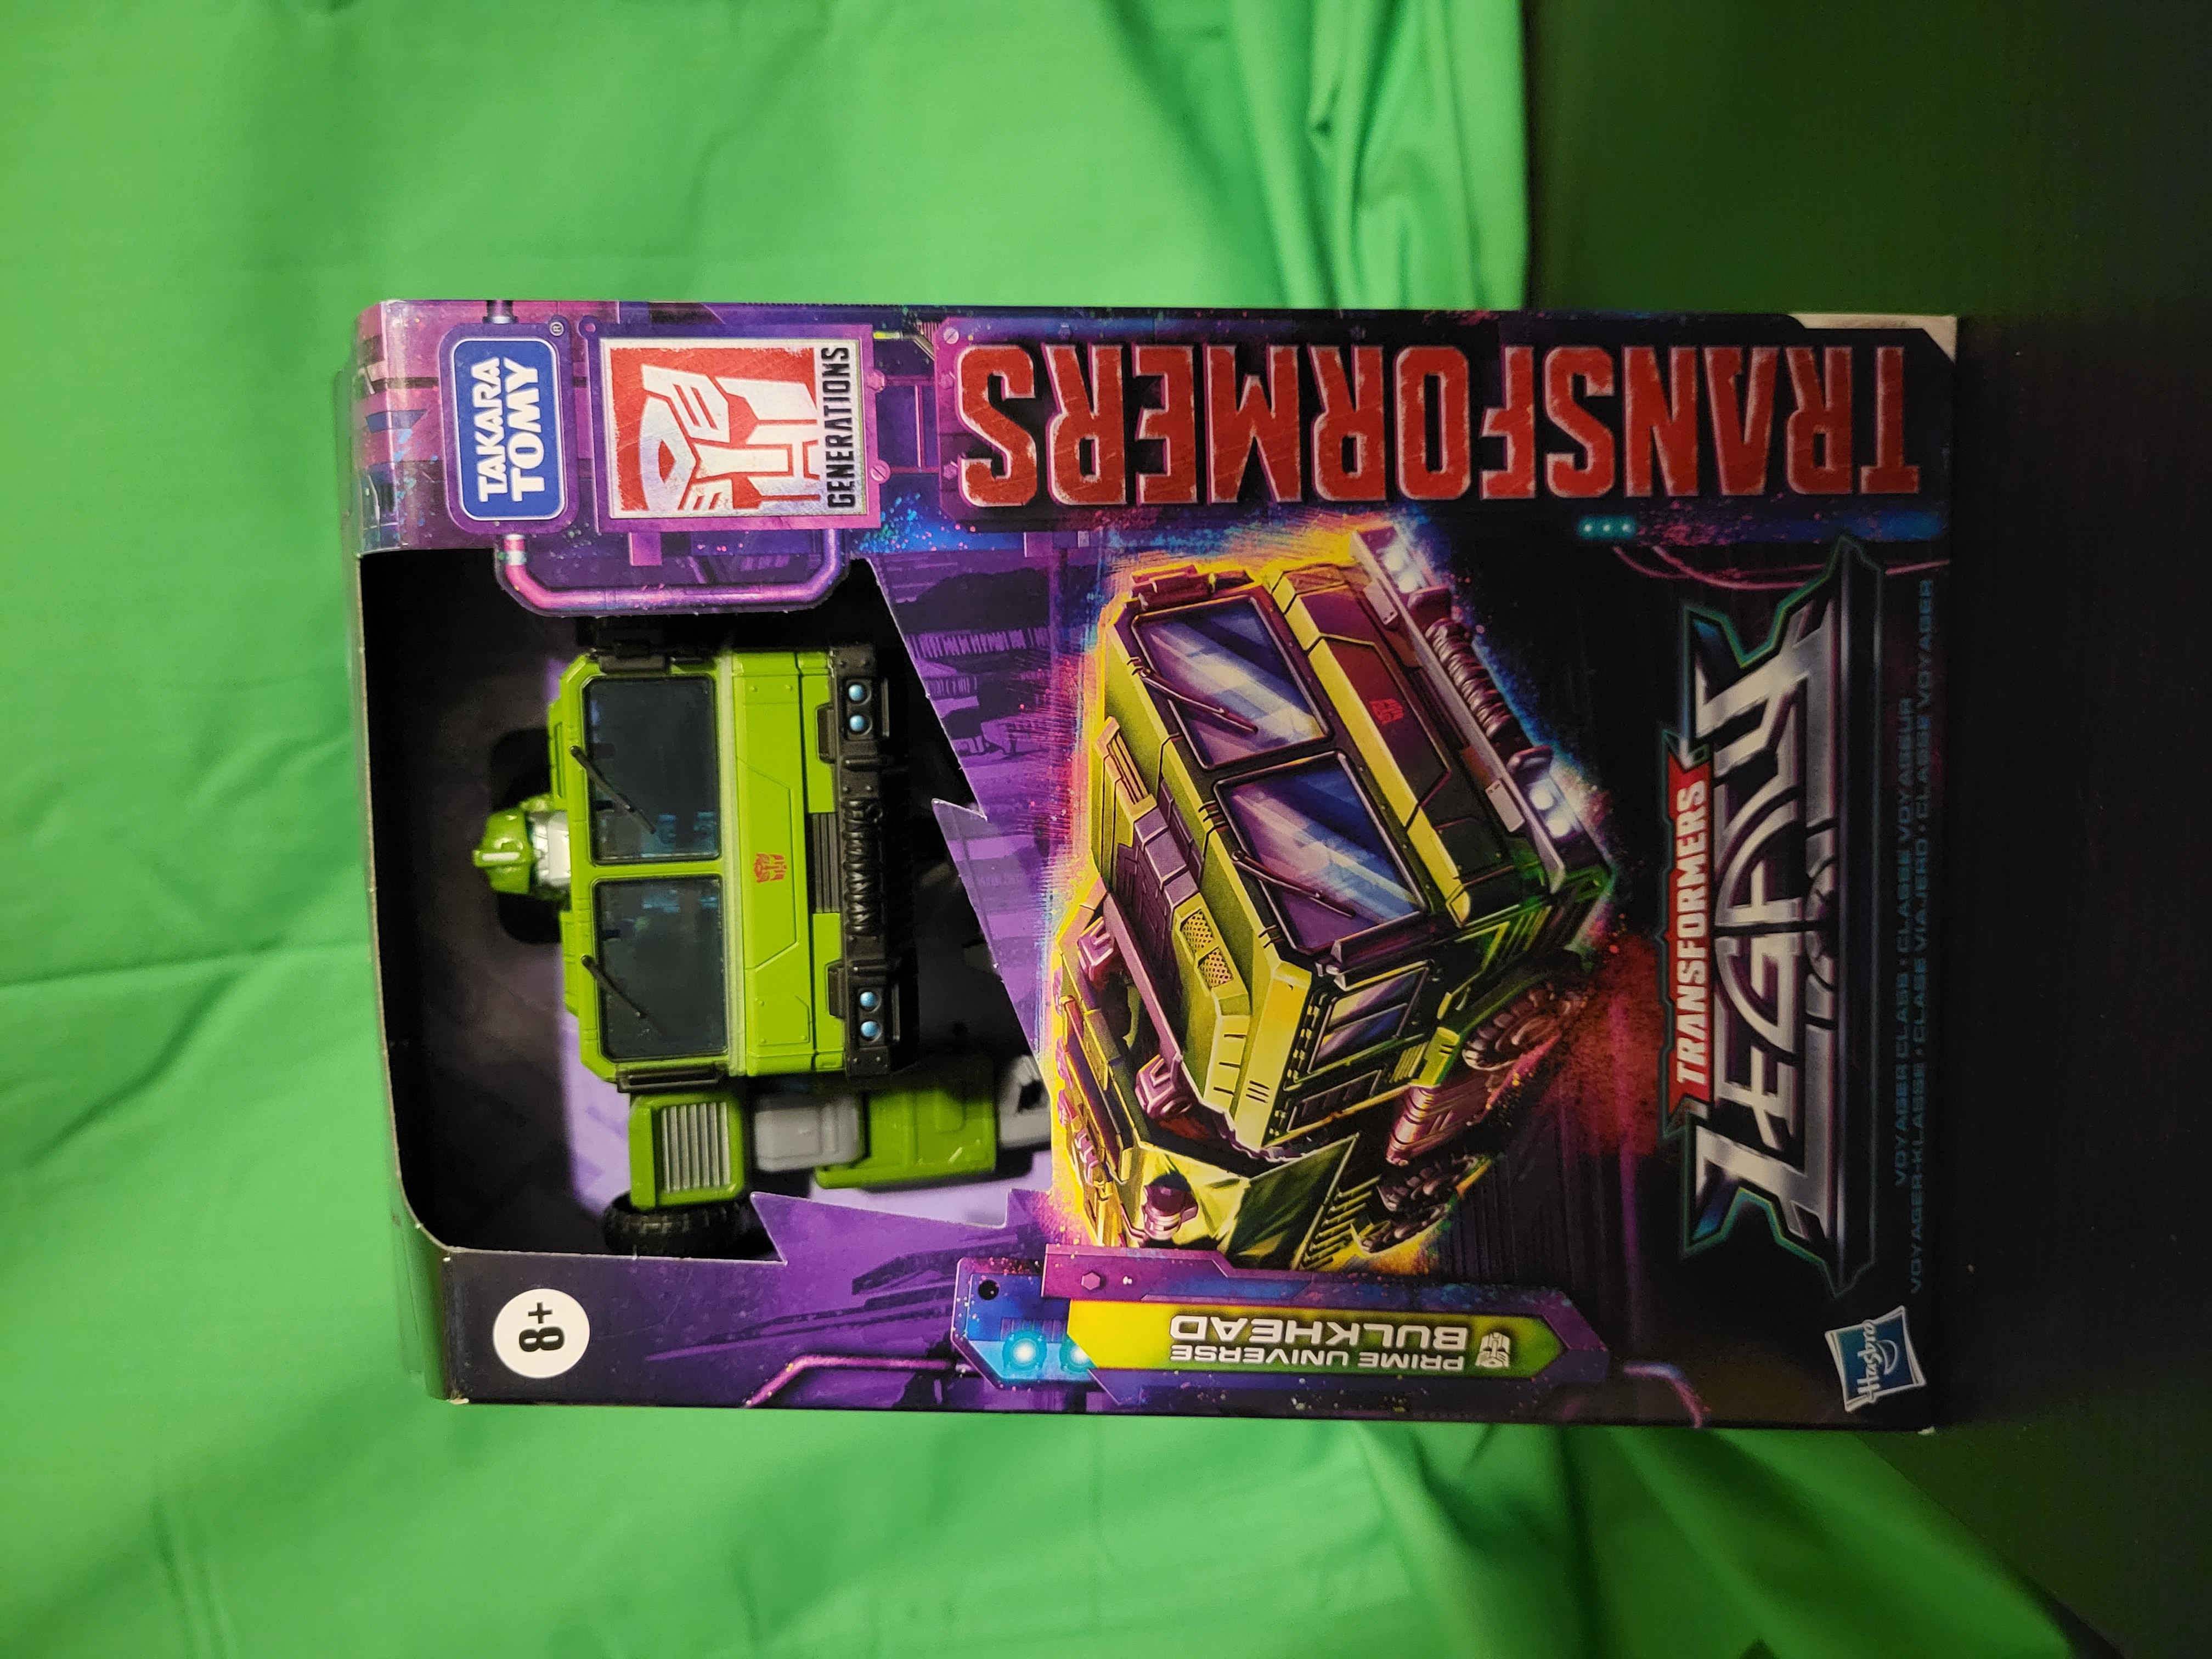 8+
TAKARA
TOMY
®
GENERATIONS
TRANSFORMERS
PRIME UNIVERSE
BULKHEAD
TRANSFORMERS
LEGACY
Hasbro
VOYAGER CLASS • CLASSE VOYAGEUR
VOYAGER-KLASSE • CLASE VIAJERO • CLASSE VOYAGER